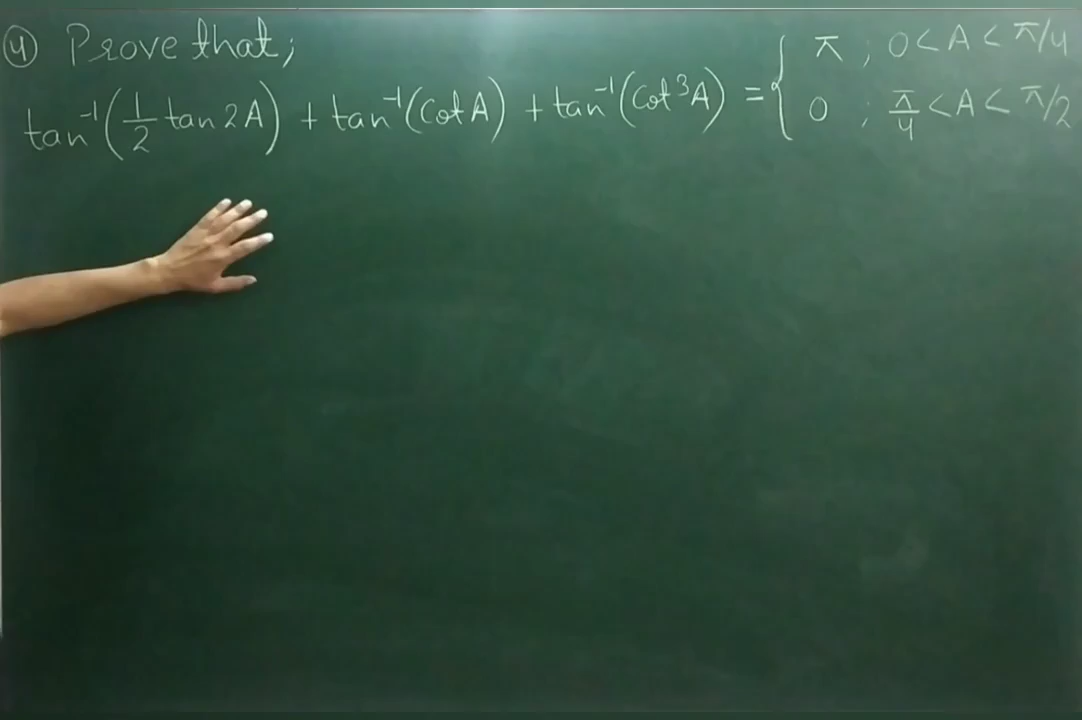 ④ Prove that;
tan⁻¹(1/2 tan 2A) + tan⁻¹(Cot A) + tan⁻¹(Cot³A) = { π ; 0 < A < π/4
0 ; π/4 < A < π/2